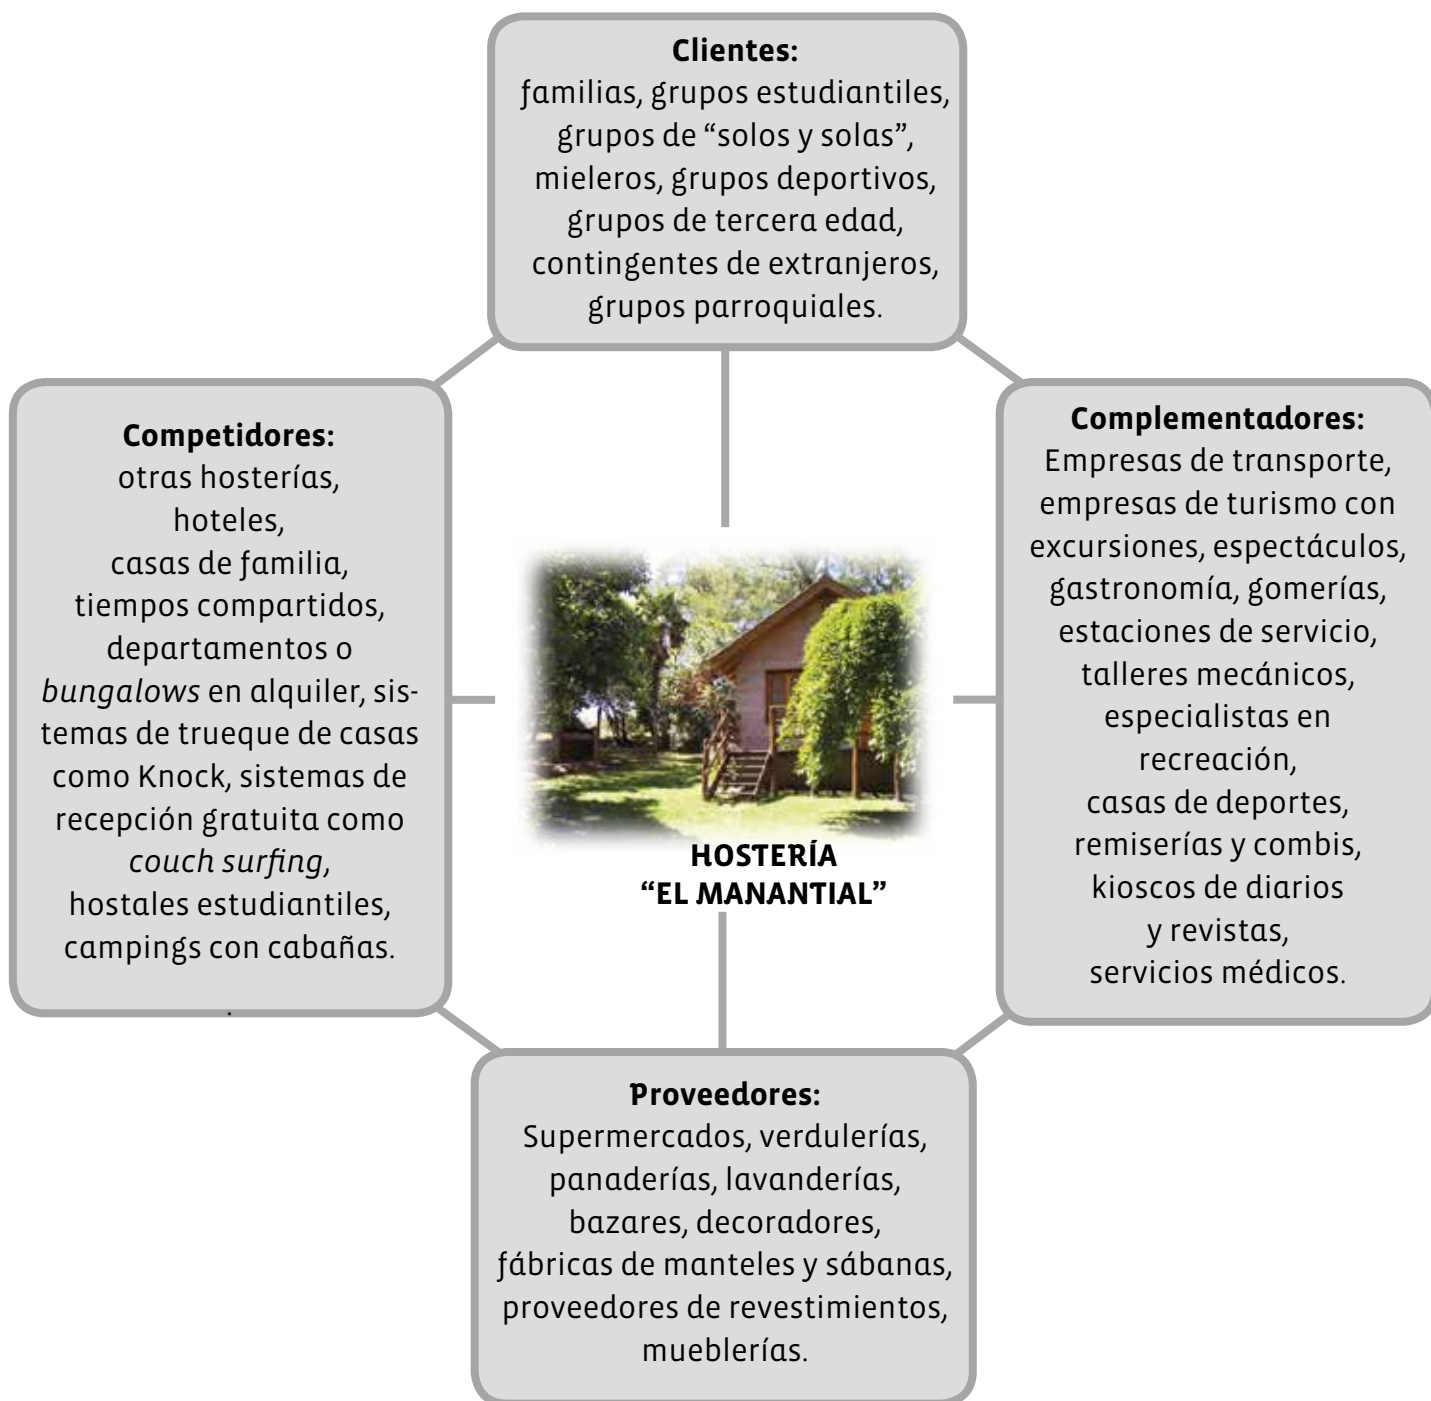 Clientes:
familias, grupos estudiantiles,
grupos de “solos y solas”,
mieleros, grupos deportivos,
grupos de tercera edad,
contingentes de extranjeros,
grupos parroquiales.
Competidores:
otras hosterías,
hoteles,
casas de familia,
tiempos compartidos,
departamentos o
bungalows en alquiler, sis-
temas de trueque de casas
como Knock, sistemas de
recepción gratuita como
couch surfing,
hostales estudiantiles,
campings con cabañas.
.
HOSTERÍA
“EL MANANTIAL”
Complementadores:
Empresas de transporte,
empresas de turismo con
excursiones, espectáculos,
gastronomía, gomerías,
estaciones de servicio,
talleres mecánicos,
especialistas en
recreación,
casas de deportes,
remiserías y combis,
kioscos de diarios
y revistas,
servicios médicos.
Proveedores:
Supermercados, verdulerías,
panaderías, lavanderías,
bazares, decoradores,
fábricas de manteles y sábanas,
proveedores de revestimientos,
mueblerías.